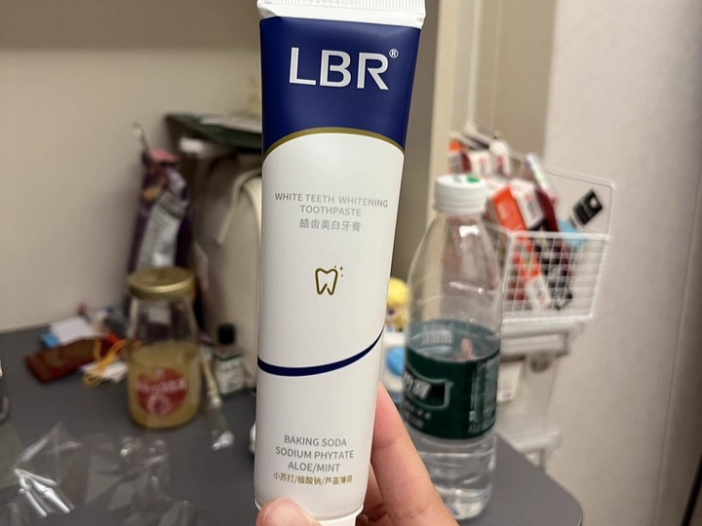 LBR®
WHITE TEETH WHITENING
TOOTHPASTE
皓齿美白牙膏
BAKING SODA
SODIUM PHYTATE
ALOE/MINT
小苏打/植酸钠/芦荟薄荷